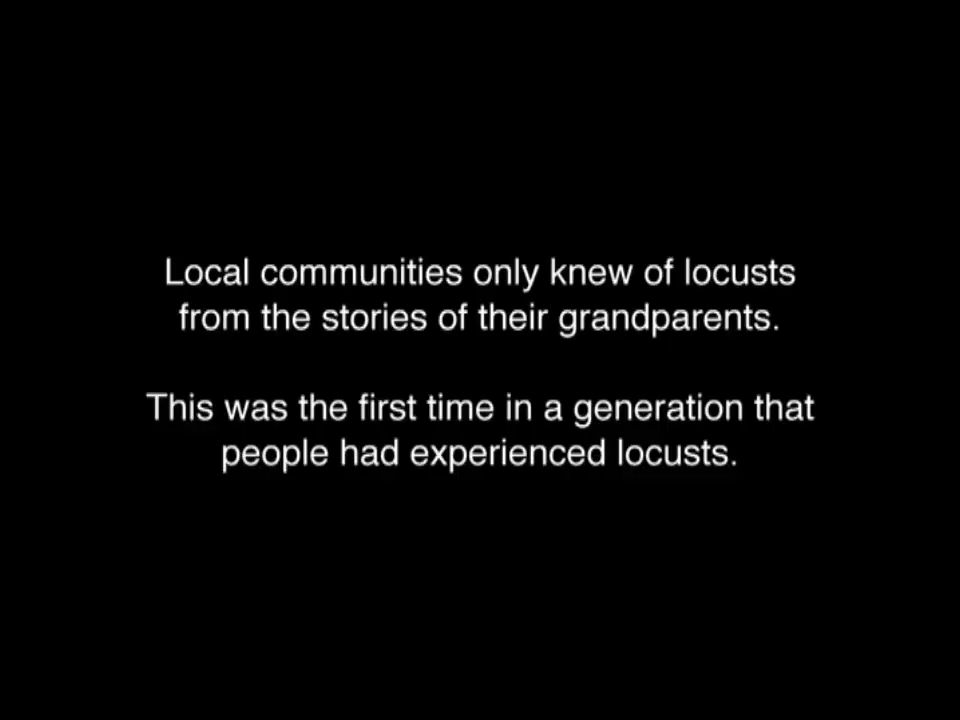 Local communities only knew of locusts
from the stories of their grandparents.
This was the first time in a generation that
people had experienced locusts.